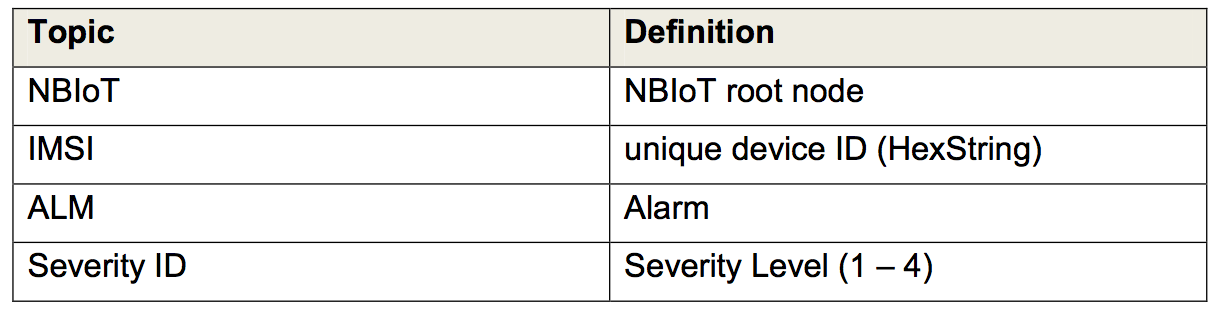 Topic Definition
NBIoT NBIoT root node
IMSI unique device ID (HexString)
ALM Alarm
Severity ID Severity Level (1 – 4)